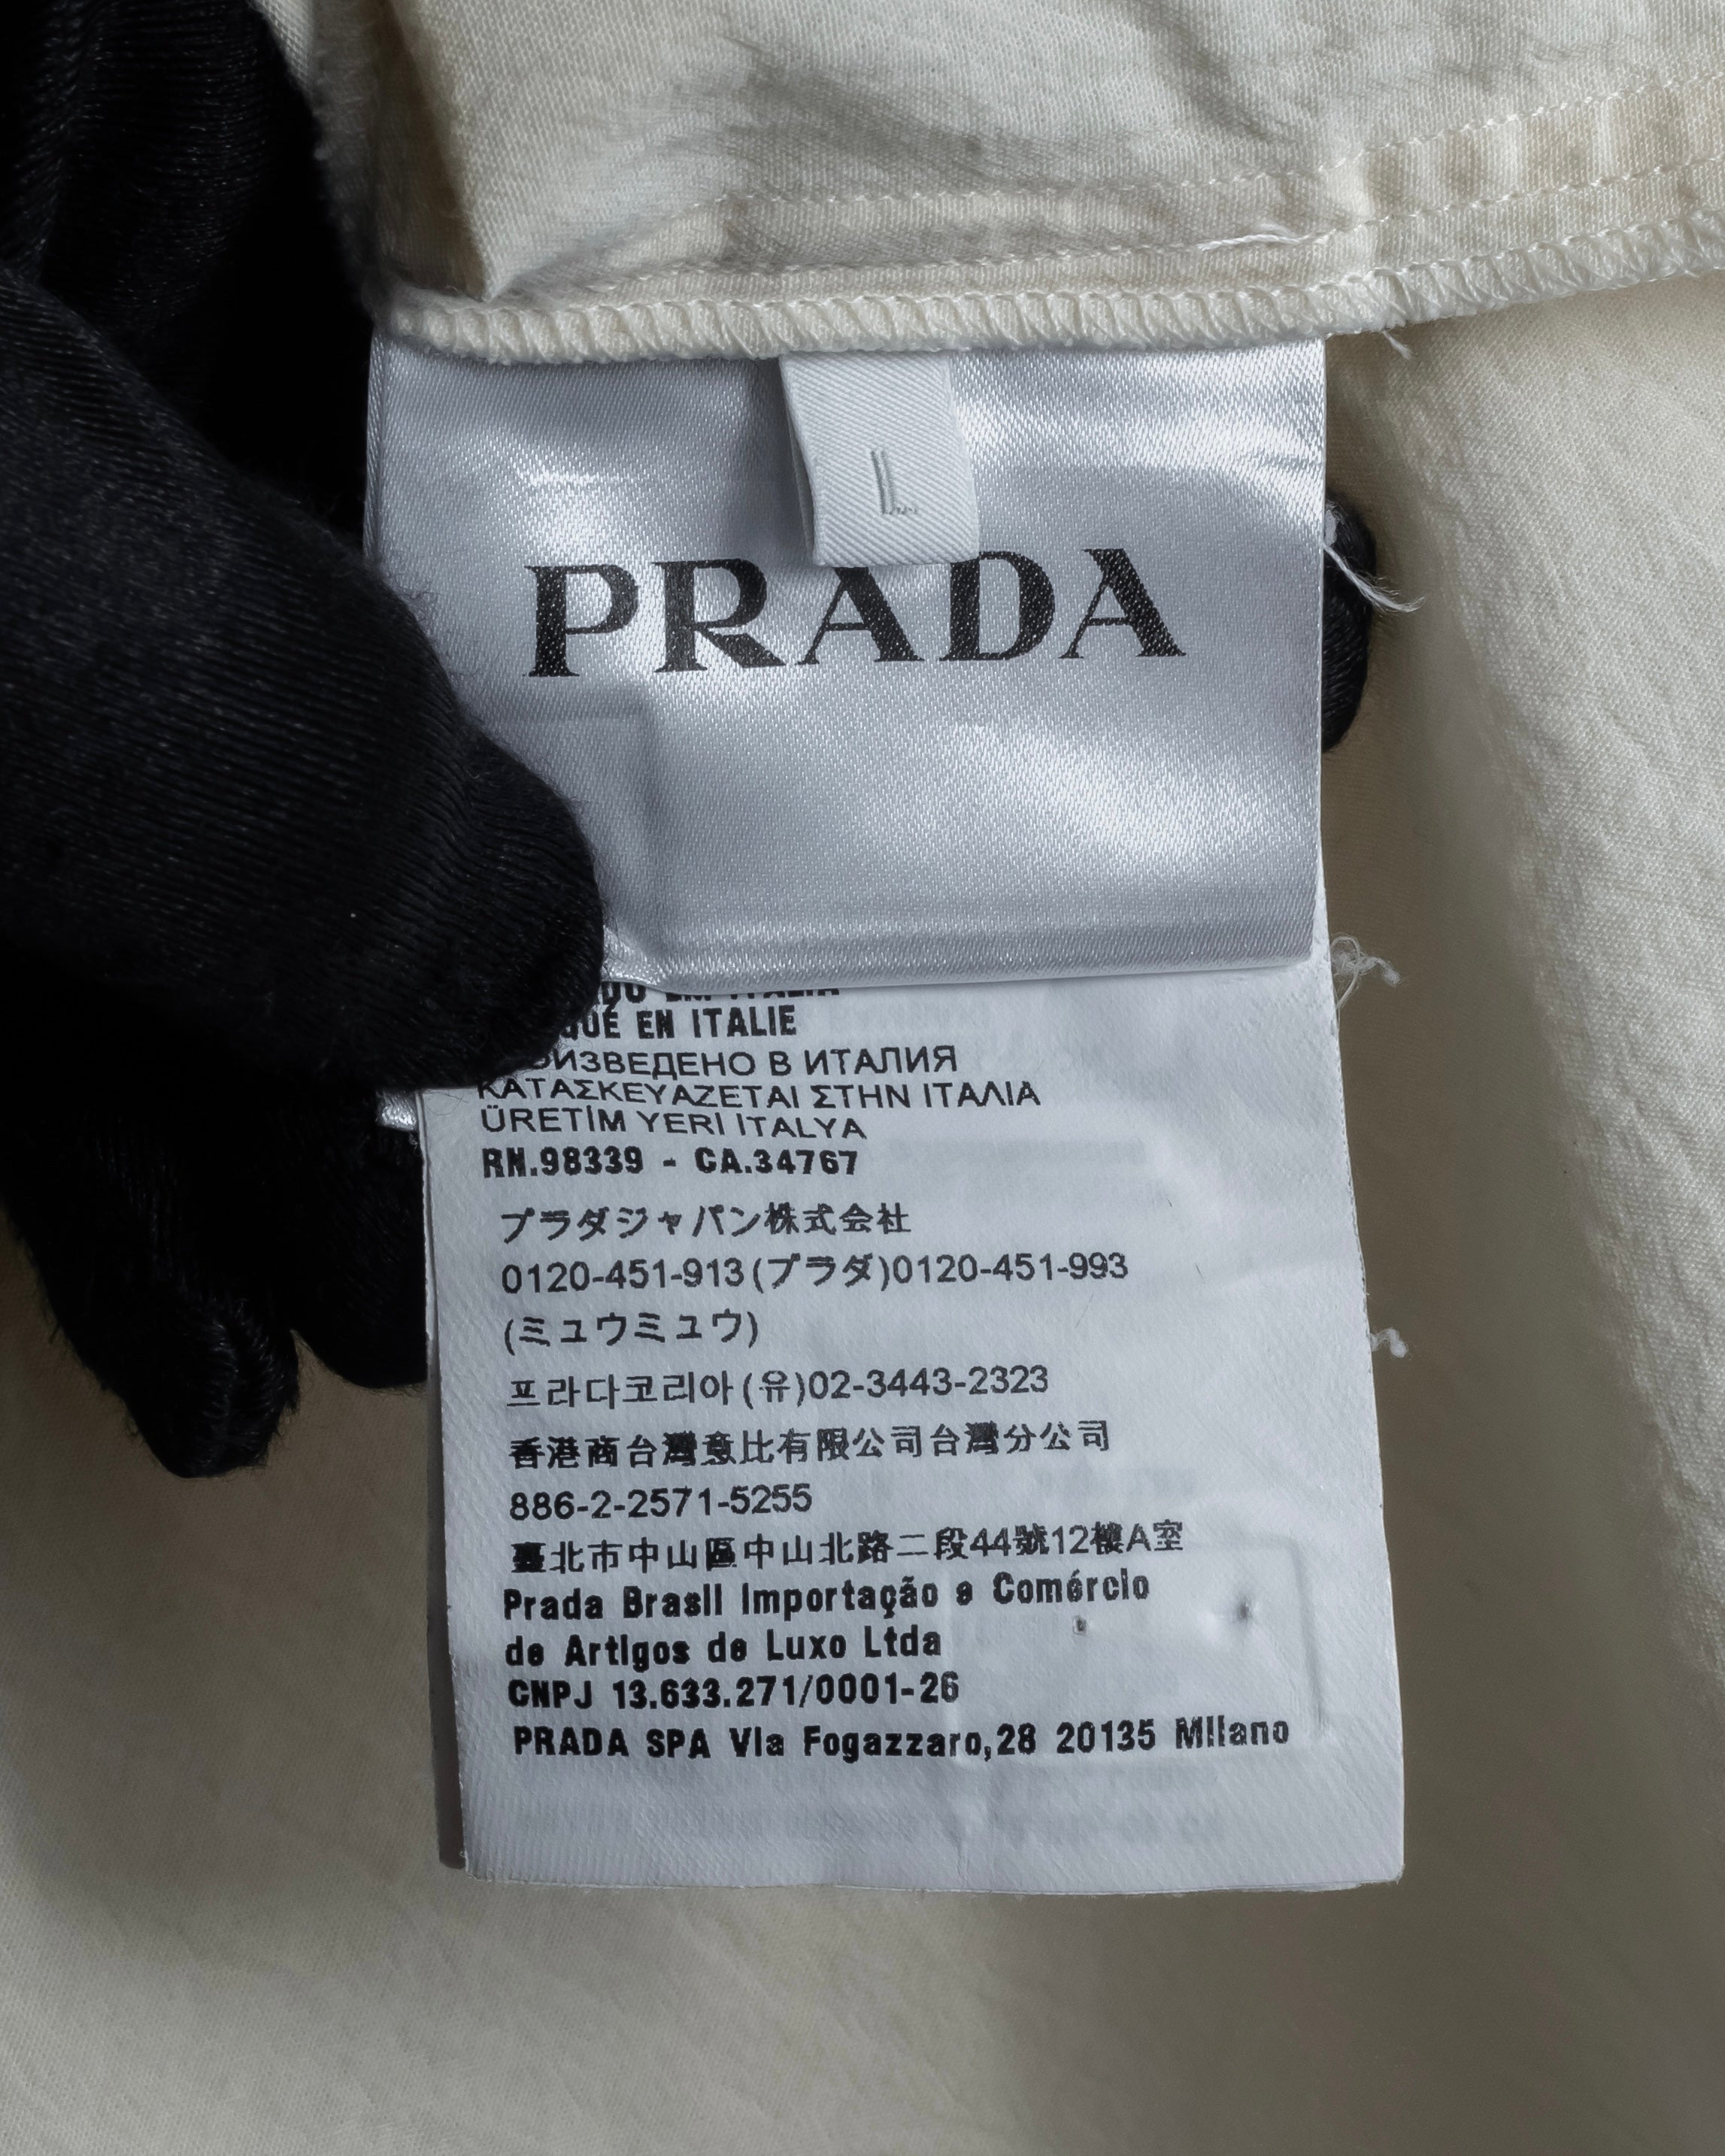 L
PRADA
EN ITALIE
В ИТАЛИЯ
ΚΑΤΑΣΚΕΥΑΖΕΤΑΙ ΣΤΗΝ ΙΤΑΛΙΑ
ÜRETİM YERI ITALYA
RN.98339 - CA.34767
プラダジャパン株式会社
0120-451-913(プラダ)0120-451-993
(ミュウミュウ)
프라다코리아(유)02-3443-2323
香港商台灣意比有限公司台灣分公司
886-2-2571-5255
臺北市中山區中山北路二段44號12樓A室
Prada Brasil Importação e Comércio
de Artigos de Luxo Ltda
CNPJ 13.633.271/0001-26
PRADA SPA Via Fogazzaro,28 20135 Milano